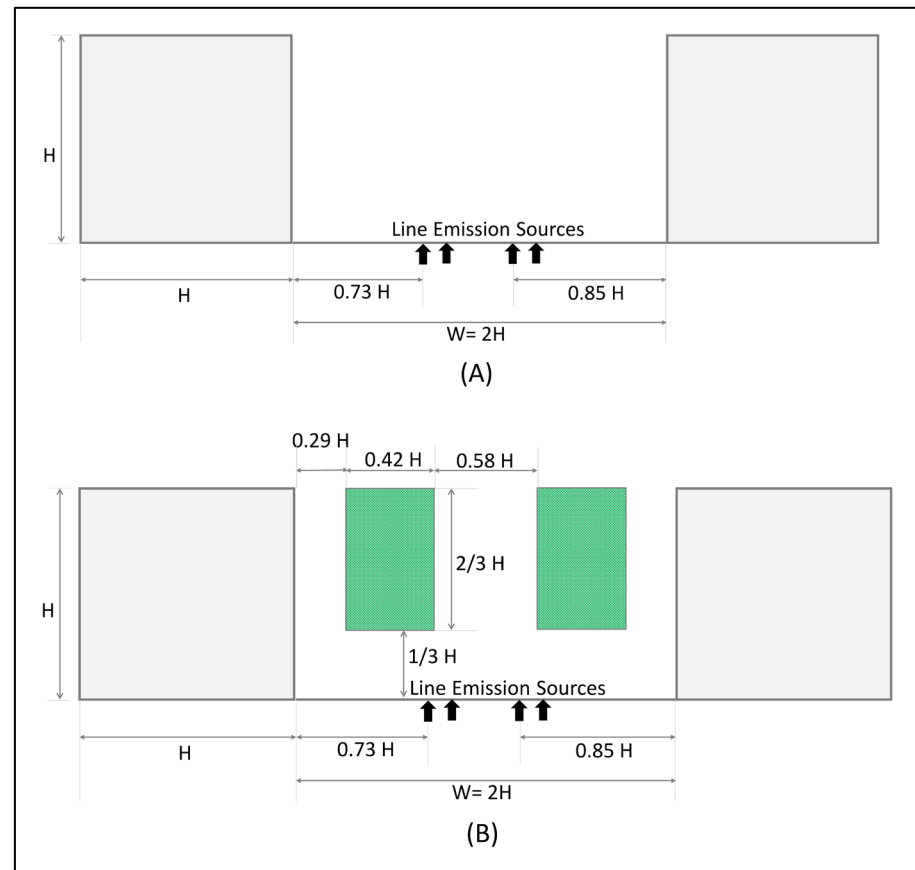 H
Line Emission Sources
H
0.73 H
0.85 H
W= 2H
(A)
0.29 H
0.42 H
0.58 H
2/3 H
H
1/3 H
Line Emission Sources
H
0.73 H
0.85 H
W= 2H
(B)